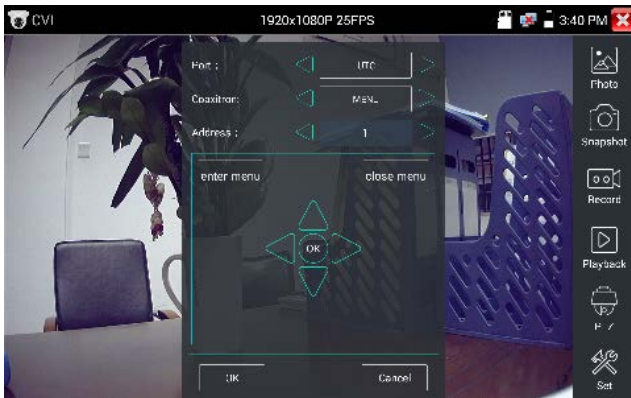 CVI 1920x1080P 25FPS 3:40 PM
Port : UTC
Coaxitron: MENU
Address : 1
enter menu close menu
OK
OK Cancel
Photo
Snapshot
Record
Playback
Set